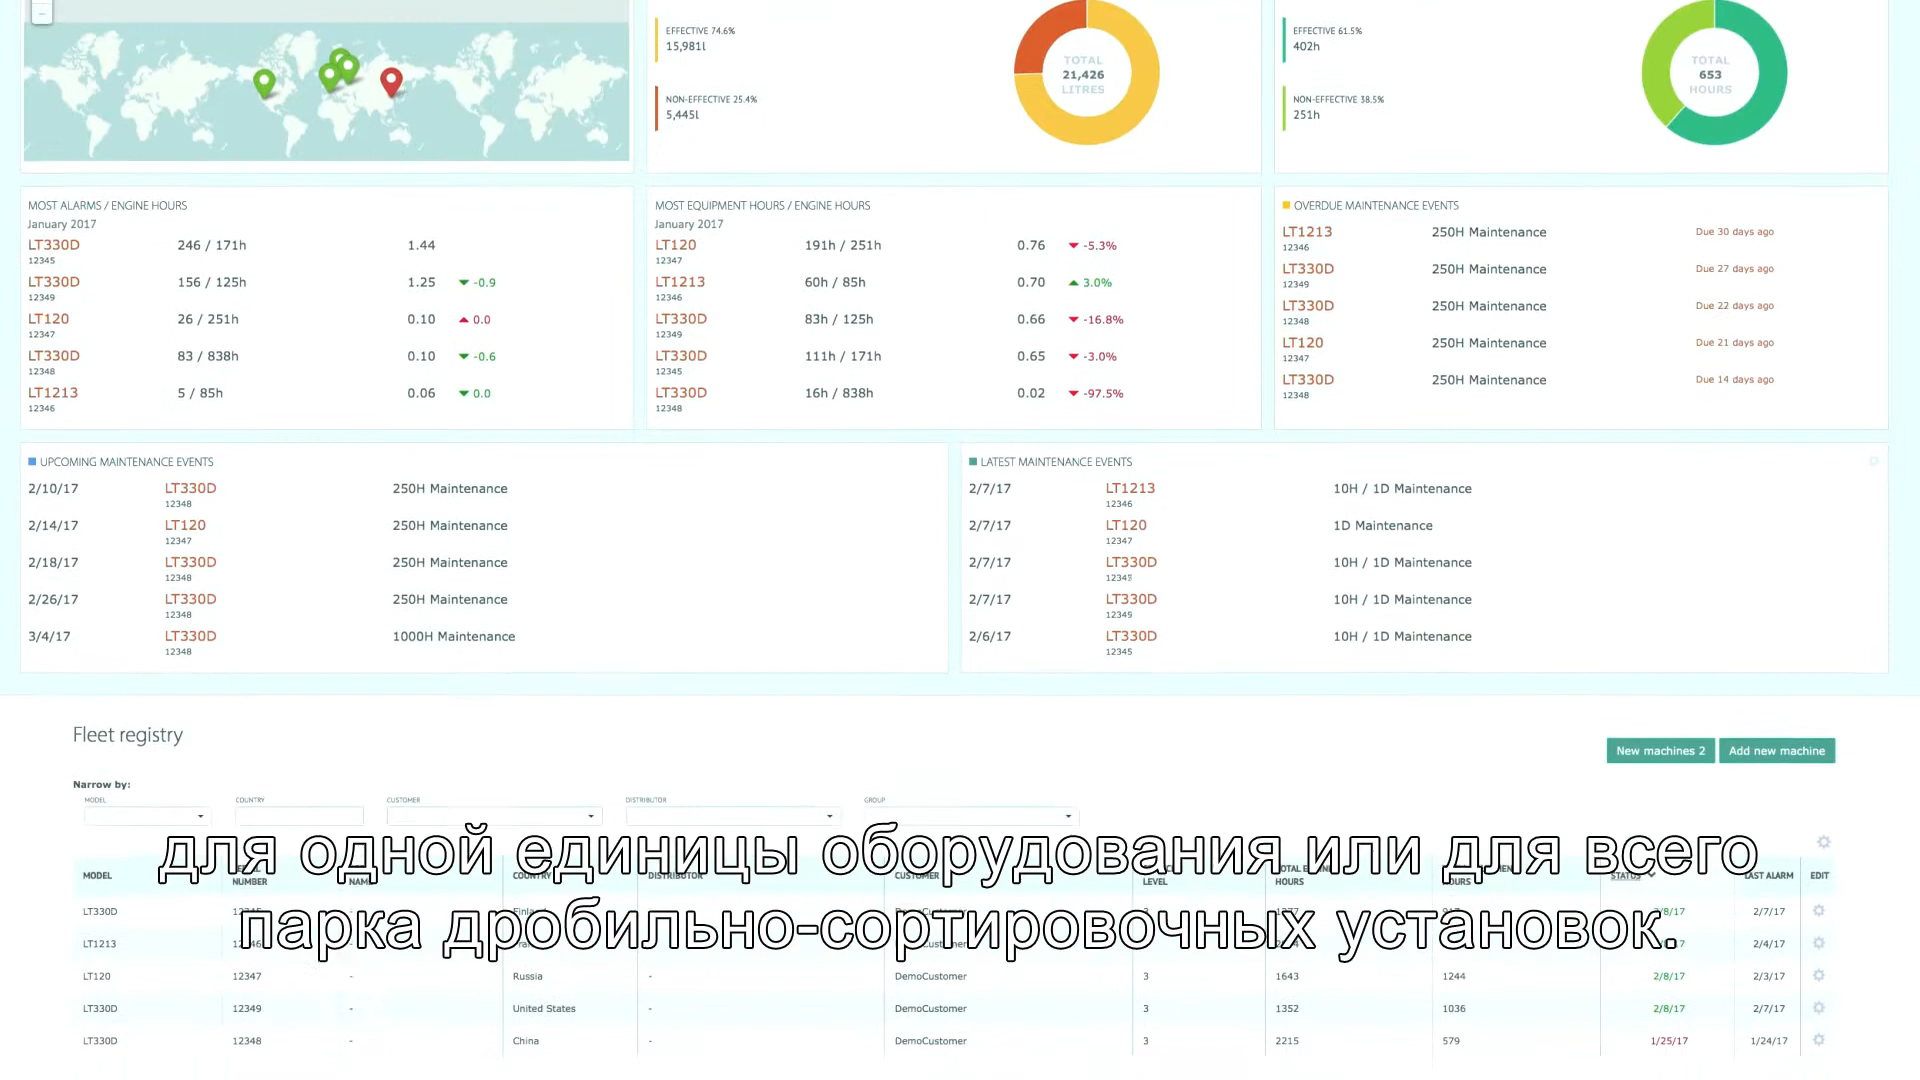 EFFECTIVE 74.6%
15,981l
NON-EFFECTIVE 25.4%
5,445l
TOTAL
21,426
LITRES
EFFECTIVE 61.5%
402h
NON-EFFECTIVE 38.5%
251h
TOTAL
653
HOURS
MOST ALARMS / ENGINE HOURS
January 2017
LT330D 246 / 171h 1.44
12345
LT330D 156 / 125h 1.25 -0.9
12349
LT120 26 / 251h 0.10 0.0
12347
LT330D 83 / 838h 0.10 -0.6
12348
LT1213 5 / 85h 0.06 0.0
12346
MOST EQUIPMENT HOURS / ENGINE HOURS
January 2017
LT120 191h / 251h 0.76 -5.3%
12347
LT1213 60h / 85h 0.70 3.0%
12346
LT330D 83h / 125h 0.66 -16.8%
12349
LT330D 111h / 171h 0.65 -3.0%
12345
LT330D 16h / 838h 0.02 -97.5%
12348
OVERDUE MAINTENANCE EVENTS
LT1213 250H Maintenance Due 30 days ago
12346
LT330D 250H Maintenance Due 27 days ago
12349
LT330D 250H Maintenance Due 22 days ago
12348
LT120 250H Maintenance Due 21 days ago
12347
LT330D 250H Maintenance Due 14 days ago
12348
UPCOMING MAINTENANCE EVENTS
2/10/17 LT330D 250H Maintenance
12348
2/14/17 LT120 250H Maintenance
12347
2/18/17 LT330D 250H Maintenance
12348
2/26/17 LT330D 250H Maintenance
12348
3/4/17 LT330D 1000H Maintenance
12348
LATEST MAINTENANCE EVENTS
2/7/17 LT1213 10H / 1D Maintenance
12346
2/7/17 LT120 1D Maintenance
12347
2/7/17 LT330D 10H / 1D Maintenance
2/7/17 LT330D 10H / 1D Maintenance
12349
2/6/17 LT330D 10H / 1D Maintenance
12345
Fleet registry
New machines 2 Add new machine
Narrow by:
MODEL COUNTRY CUSTOMER DISTRIBUTOR GROUP
для одной единицы оборудования или для всего
парка дробильно-сортировочных установок.
MODEL NUMBER NAME COUNTRY DISTRIBUTOR CUSTOMER LEVEL HOURS HOURS STATUS LAST ALARM EDIT
LT330D 2/7/17
LT1213 2/4/17
LT120 12347 - Russia - DemoCustomer 3 1643 1244 2/8/17 2/3/17
LT330D 12349 - United States - DemoCustomer 3 1352 1036 2/8/17 2/7/17
LT330D 12348 - China - DemoCustomer 3 2215 579 1/25/17 1/24/17